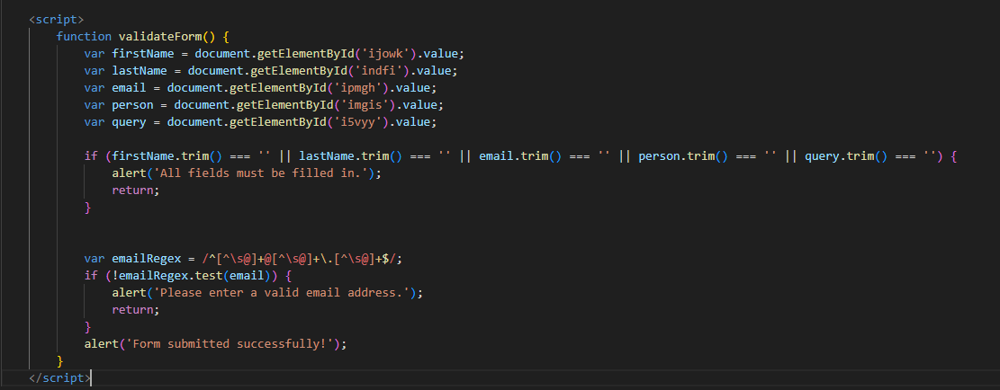 <script>
function validateForm() {
var firstName = document.getElementById('ijowk').value;
var lastName = document.getElementById('indfi').value;
var email = document.getElementById('ipmgh').value;
var person = document.getElementById('imgis').value;
var query = document.getElementById('i5vyy').value;
if (firstName.trim() === '' || lastName.trim() === '' || email.trim() === '' || person.trim() === '' || query.trim() === '') {
alert('All fields must be filled in.');
return;
}
var emailRegex = /^[^\s@]+@[^\s@]+\.[^\s@]+$/;
if (!emailRegex.test(email)) {
alert('Please enter a valid email address.');
return;
}
alert('Form submitted successfully!');
}
</script>